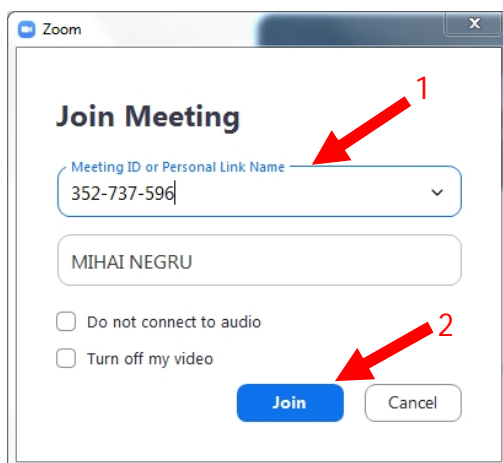 Zoom
x
1
Join Meeting
Meeting ID or Personal Link Name
352-737-596
MIHAI NEGRU
Do not connect to audio
2
Turn off my video
Join Cancel